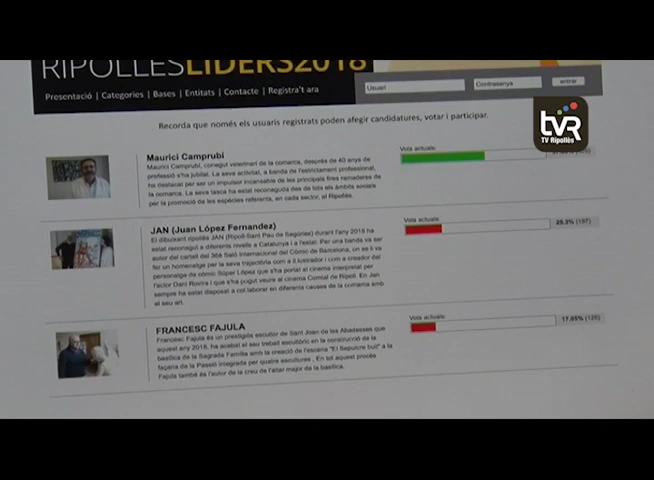 RIPOLLÈSLÍDERS2018
Presentació | Categories | Bases | Entitats | Contacte | Registra't ara
Usuari
Contrasenya
entrar
tvR
TV Ripollès
Recorda que només els usuaris registrats poden afegir candidatures, votar i participar.
Maurici Camprubi
Maurici Camprubi, conegut veterinari de la comarca, després de 40 anys de
professió s'ha jubilat. La seva activitat, a banda de l'estrictament professional,
ha destacat per ser un impulsor incansable de les principals fires ramaderes de
la comarca. La seva tasca ha estat reconeguda des de tots els àmbits socials
per la promoció de les espècies referents, en cada sector, al Ripollès.
Vots actuals:
JAN (Juan López Fernandez)
El dibuixant ripollès JAN (Ripoll-Sant Pau de Segúries) durant l'any 2018 ha
estat reconegut a diferents nivells a Catalunya i a l'estat. Per una banda va ser
autor del cartell del 36è Saló Internacional del Còmic de Barcelona, on se li va
fer un homenatge per la seva trajectòria com a il.lustrador i com a creador del
personatge de còmic Súper López que s'ha portat al cinema interpretat per
l'actor Dani Rovira i que s'ha pogut veure al cinema Comtal de Ripoll. En Jan
sempre ha estat disposat a col.laborar en diferents causes de la comarca amb
el seu art.
Vots actuals:
25.3% (187)
FRANCESC FAJULA
Francesc Fajula és un prestigiós escultor de Sant Joan de les Abadesses que
aquest any 2018, ha acabat el seu treball escultòric en la construcció de la
basílica de la Sagrada Família amb la creació de l'escena "El Sepulcre buit" a la
façana de la Passió integrada per quatre escultures . En tot aquest procés
Fajula també és l'autor de la creu de l'altar major de la basílica.
Vots actuals:
17.05% (126)